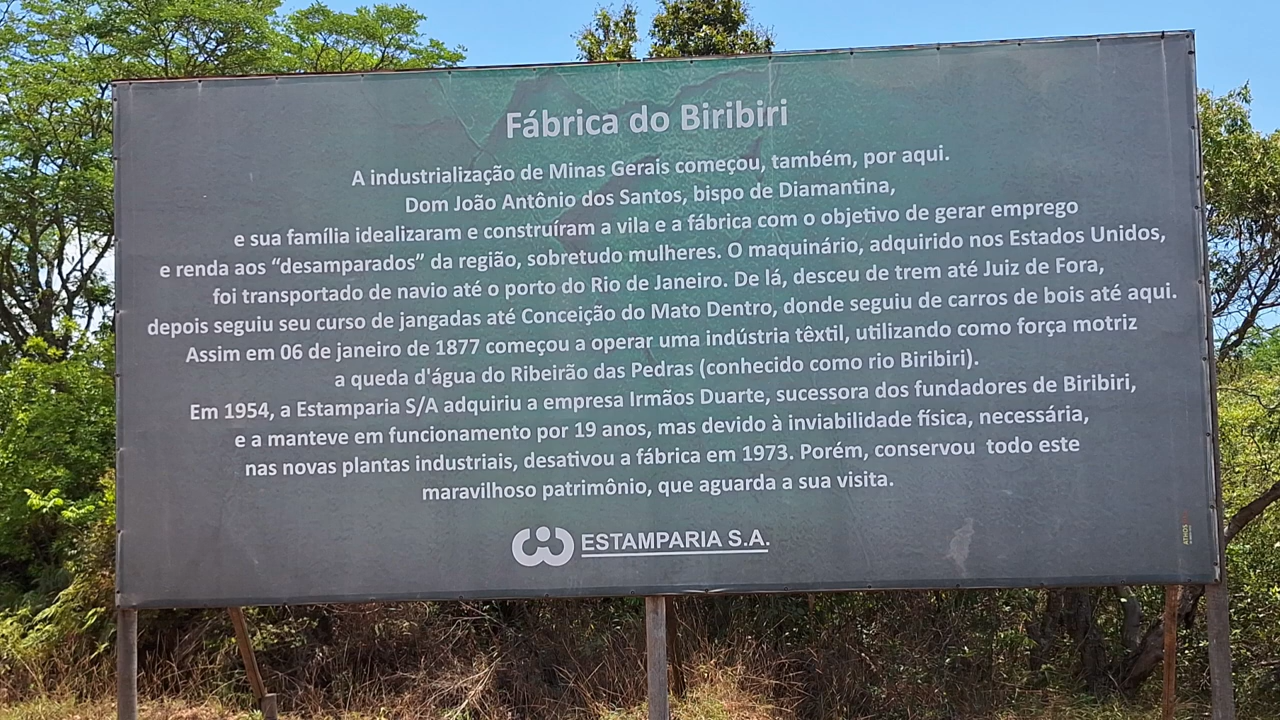 Fábrica do Biribiri
A industrialização de Minas Gerais começou, também, por aqui.
Dom João Antônio dos Santos, bispo de Diamantina,
e sua família idealizaram e construíram a vila e a fábrica com o objetivo de gerar emprego
e renda aos “desamparados” da região, sobretudo mulheres. O maquinário, adquirido nos Estados Unidos,
foi transportado de navio até o porto do Rio de Janeiro. De lá, desceu de trem até Juiz de Fora,
depois seguiu seu curso de jangadas até Conceição do Mato Dentro, donde seguiu de carros de bois até aqui.
Assim em 06 de janeiro de 1877 começou a operar uma indústria têxtil, utilizando como força motriz
a queda d'água do Ribeirão das Pedras (conhecido como rio Biribiri).
Em 1954, a Estamparia S/A adquiriu a empresa Irmãos Duarte, sucessora dos fundadores de Biribiri,
e a manteve em funcionamento por 19 anos, mas devido à inviabilidade física, necessária,
nas novas plantas industriais, desativou a fábrica em 1973. Porém, conservou todo este
maravilhoso patrimônio, que aguarda a sua visita.
ESTAMPARIA S.A.
ATHOS